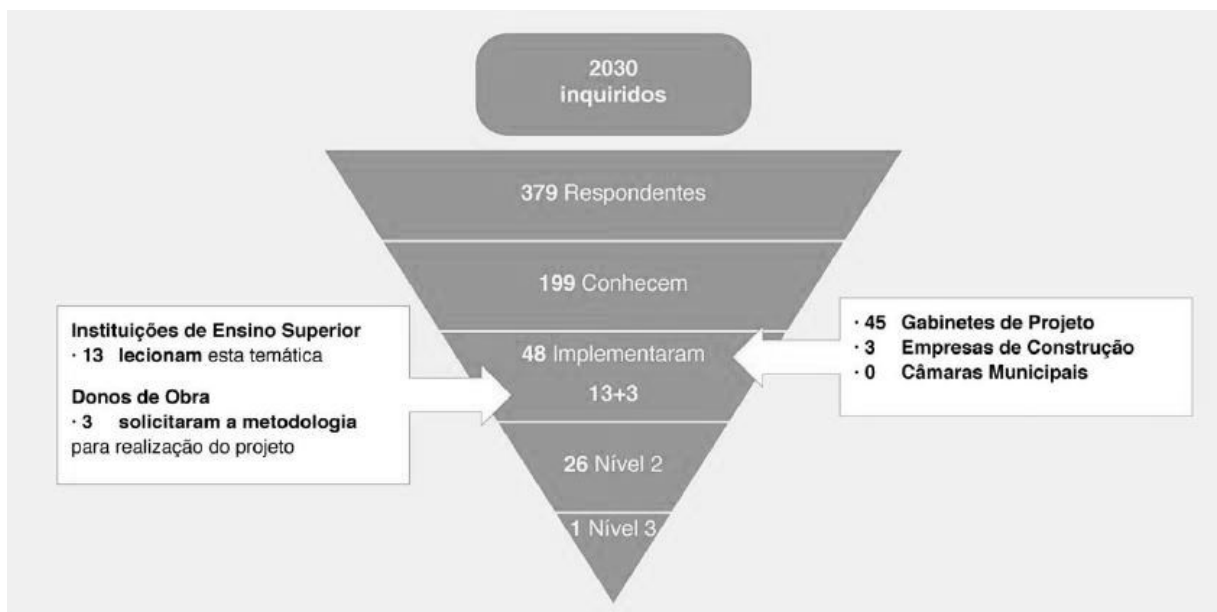 2030
inquiridos
379 Respondentes
199 Conhecem
Instituições de Ensino Superior
· 13 lecionam esta temática
Donos de Obra
· 3 solicitaram a metodologia
para realização do projeto
48 Implementaram
13+3
· 45 Gabinetes de Projeto
· 3 Empresas de Construção
· 0 Câmaras Municipais
26 Nível 2
1 Nível 3